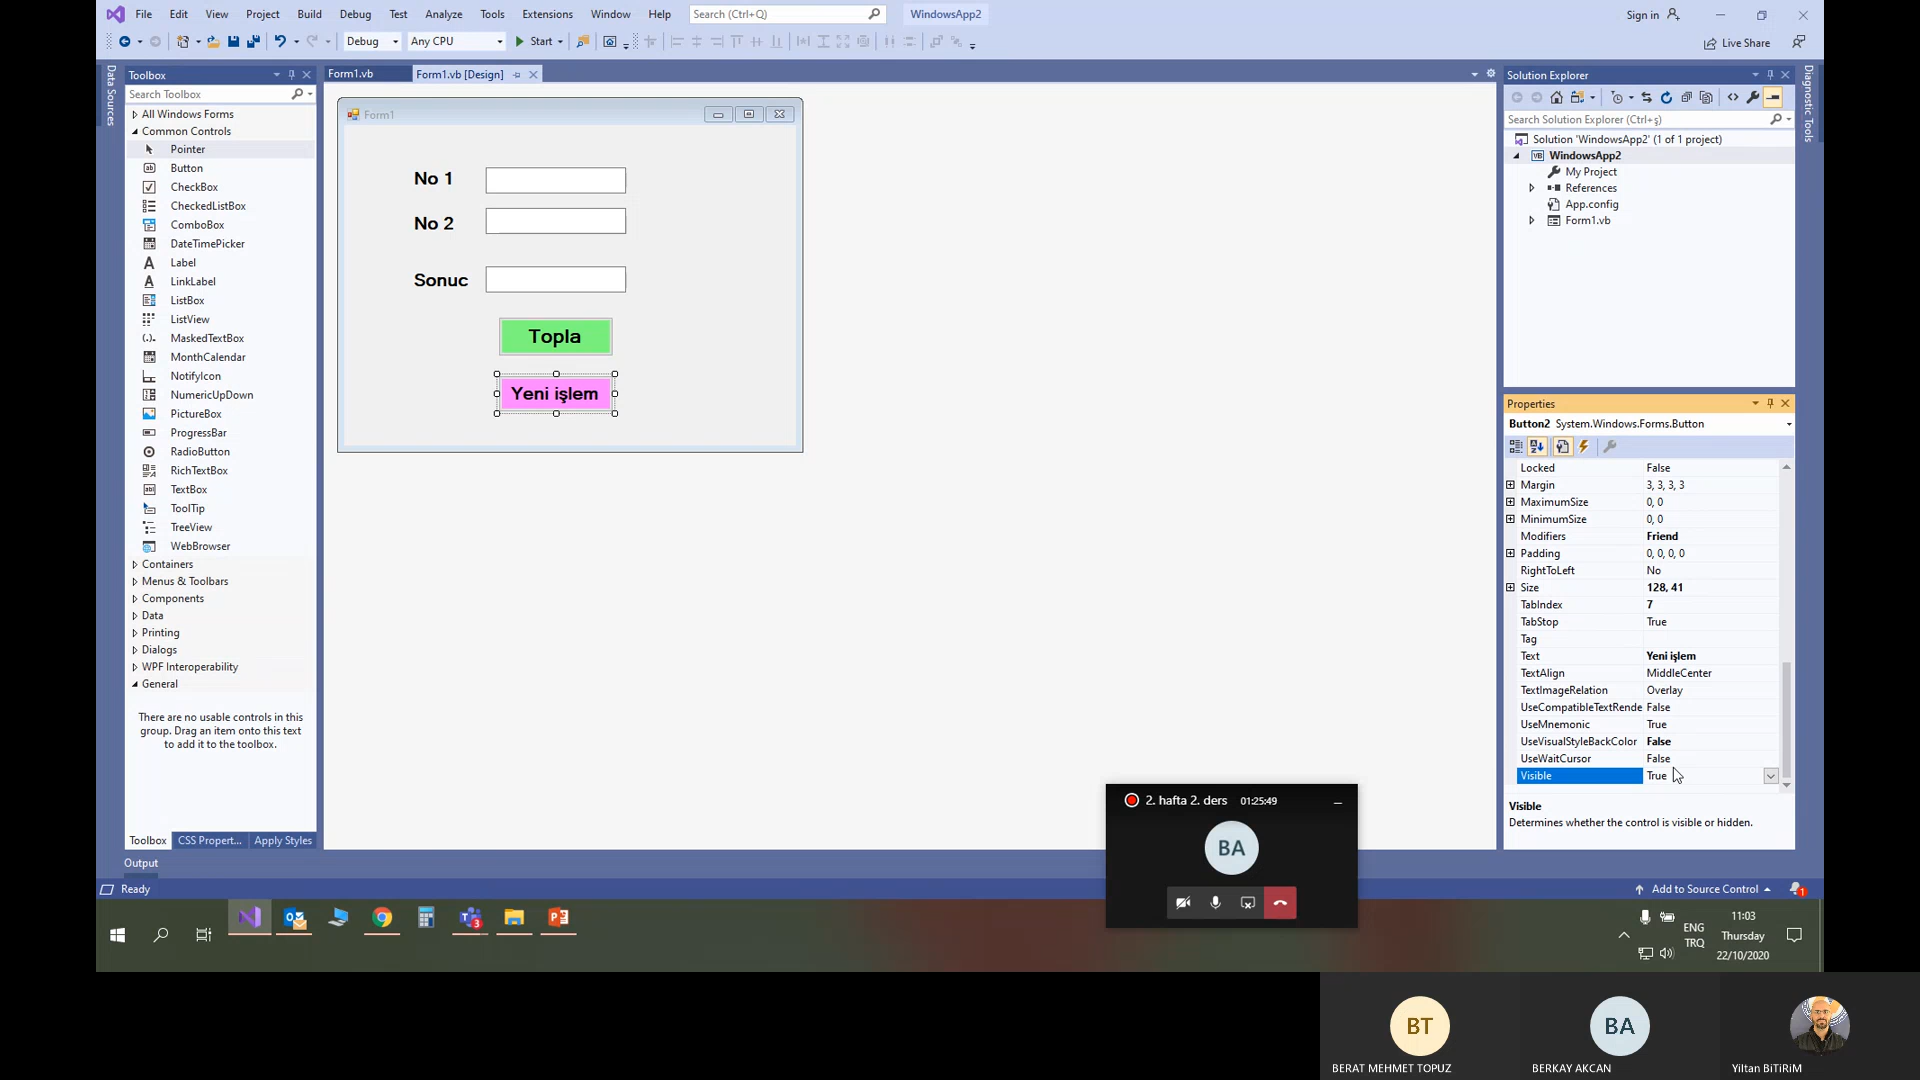 File Edit View Project Build Debug Test Analyze Tools Extensions Window Help Search (Ctrl+Q) WindowsApp2 Sign in
Debug Any CPU Start Live Share
Data Sources
Toolbox
Search Toolbox
All Windows Forms
Common Controls
Pointer
Button
CheckBox
CheckedListBox
ComboBox
DateTimePicker
Label
LinkLabel
ListBox
ListView
MaskedTextBox
MonthCalendar
NotifyIcon
NumericUpDown
PictureBox
ProgressBar
RadioButton
RichTextBox
TextBox
ToolTip
TreeView
WebBrowser
Containers
Menus & Toolbars
Components
Data
Printing
Dialogs
WPF Interoperability
General
There are no usable controls in this
group. Drag an item onto this text
to add it to the toolbox.
Toolbox CSS Propert... Apply Styles
Output
Form1.vb Form1.vb [Design]
Form1
No 1
No 2
Sonuc
Topla
Yeni işlem
Solution Explorer
Search Solution Explorer (Ctrl+ş)
Solution 'WindowsApp2' (1 of 1 project)
WindowsApp2
My Project
References
App.config
Form1.vb
Diagnostic Tools
Properties
Button2 System.Windows.Forms.Button
Locked False
Margin 3, 3, 3, 3
MaximumSize 0, 0
MinimumSize 0, 0
Modifiers Friend
Padding 0, 0, 0, 0
RightToLeft No
Size 128, 41
TabIndex 7
TabStop True
Tag
Text Yeni işlem
TextAlign MiddleCenter
TextImageRelation Overlay
UseCompatibleTextRende False
UseMnemonic True
UseVisualStyleBackColor False
UseWaitCursor False
Visible True
Visible
Determines whether the control is visible or hidden.
2. hafta 2. ders 01:25:49
BA
Ready Add to Source Control 1
3
ENG
TRQ
11:03
Thursday
22/10/2020
BT
BERAT MEHMET TOPUZ
BA
BERKAY AKCAN
Yiltan BiTiRiM